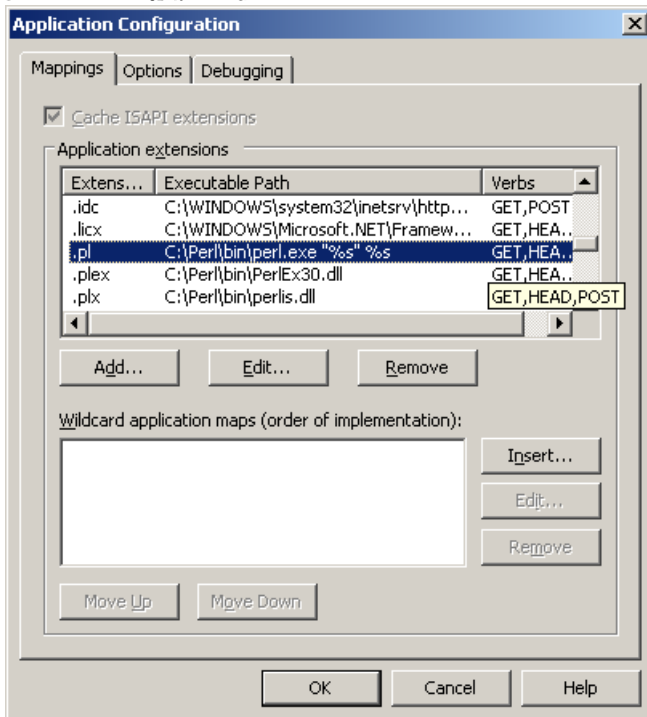 Application Configuration
Mappings Options Debugging
Cache ISAPI extensions
Application extensions
Extens... Executable Path Verbs
.idc C:\WINDOWS\system32\inetsrv\http... GET,POST
.licx C:\WINDOWS\Microsoft.NET\Framew... GET,HEA..
.pl C:\Perl\bin\perl.exe "%s" %s GET,HEA..
.plex C:\Perl\bin\PerlEx30.dll GET,HEA..
.plx C:\Perl\bin\perlis.dll GET,HEAD,POST
Add... Edit... Remove
Wildcard application maps (order of implementation):
Insert...
Edit...
Remove
Move Up Move Down
OK Cancel Help